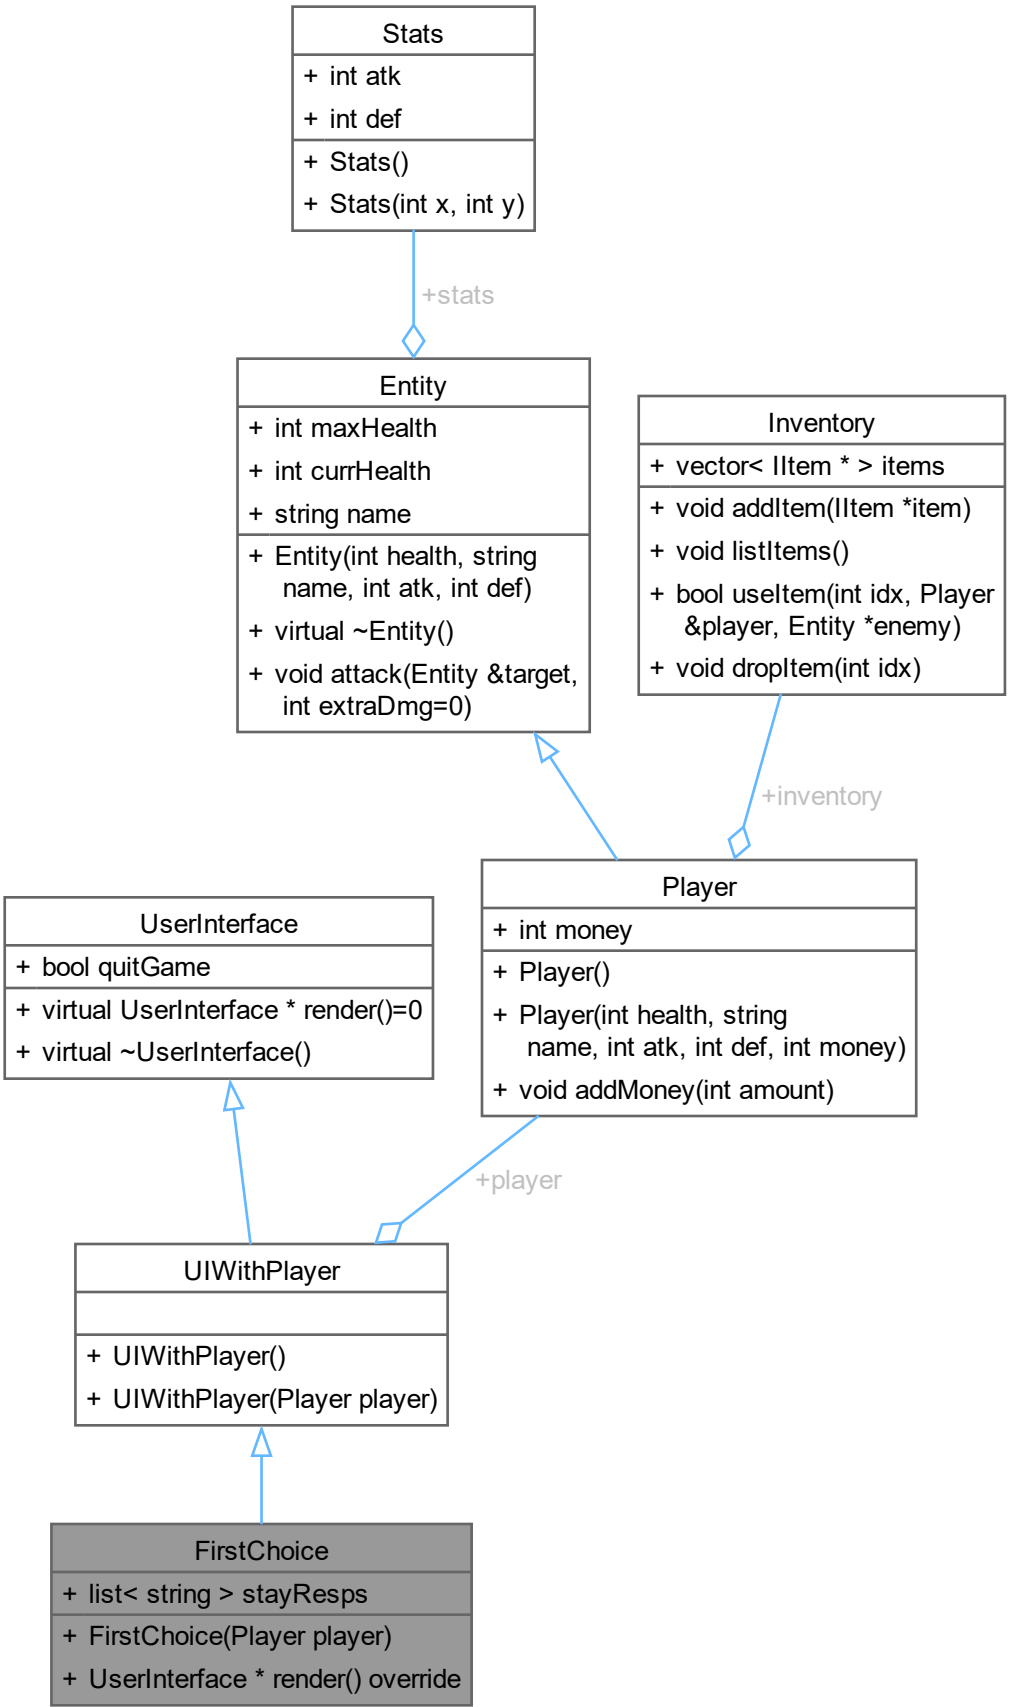 Stats
+ int atk
+ int def
+ Stats()
+ Stats(int x, int y)
+stats
Entity
+ int maxHealth
+ int currHealth
+ string name
+ Entity(int health, string
name, int atk, int def)
+ virtual ~Entity()
+ void attack(Entity &target,
int extraDmg=0)
Inventory
+ vector< IItem * > items
+ void addItem(IItem *item)
+ void listItems()
+ bool useItem(int idx, Player
&player, Entity *enemy)
+ void dropItem(int idx)
+inventory
Player
+ int money
+ Player()
+ Player(int health, string
name, int atk, int def, int money)
+ void addMoney(int amount)
UserInterface
+ bool quitGame
+ virtual UserInterface * render()=0
+ virtual ~UserInterface()
+player
UIWithPlayer
+ UIWithPlayer()
+ UIWithPlayer(Player player)
FirstChoice
+ list< string > stayResps
+ FirstChoice(Player player)
+ UserInterface * render() override